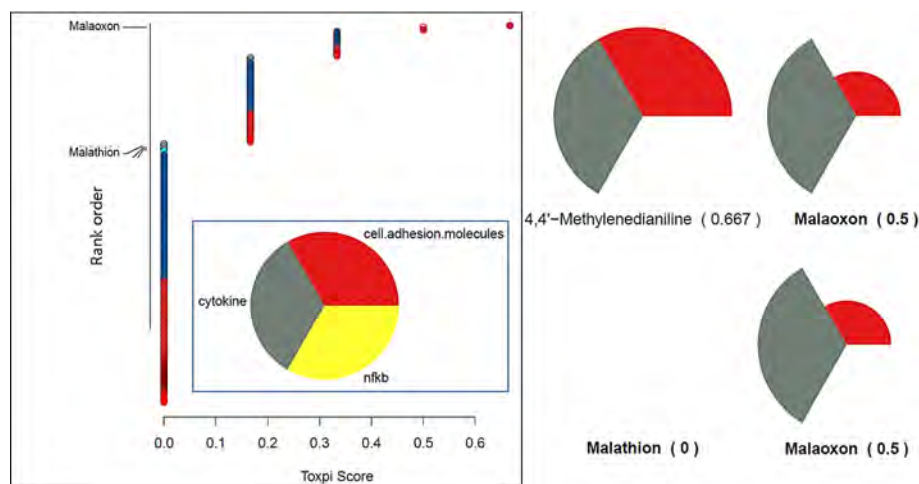 Malaoxon
Malathion
Rank order
cell.adhesion.molecules
cytokine
nfkb
0.0 0.1 0.2 0.3 0.4 0.5 0.6
Toxpi Score
4,4'−Methylenedianiline ( 0.667 )
Malaoxon ( 0.5 )
Malathion ( 0 )
Malaoxon ( 0.5 )